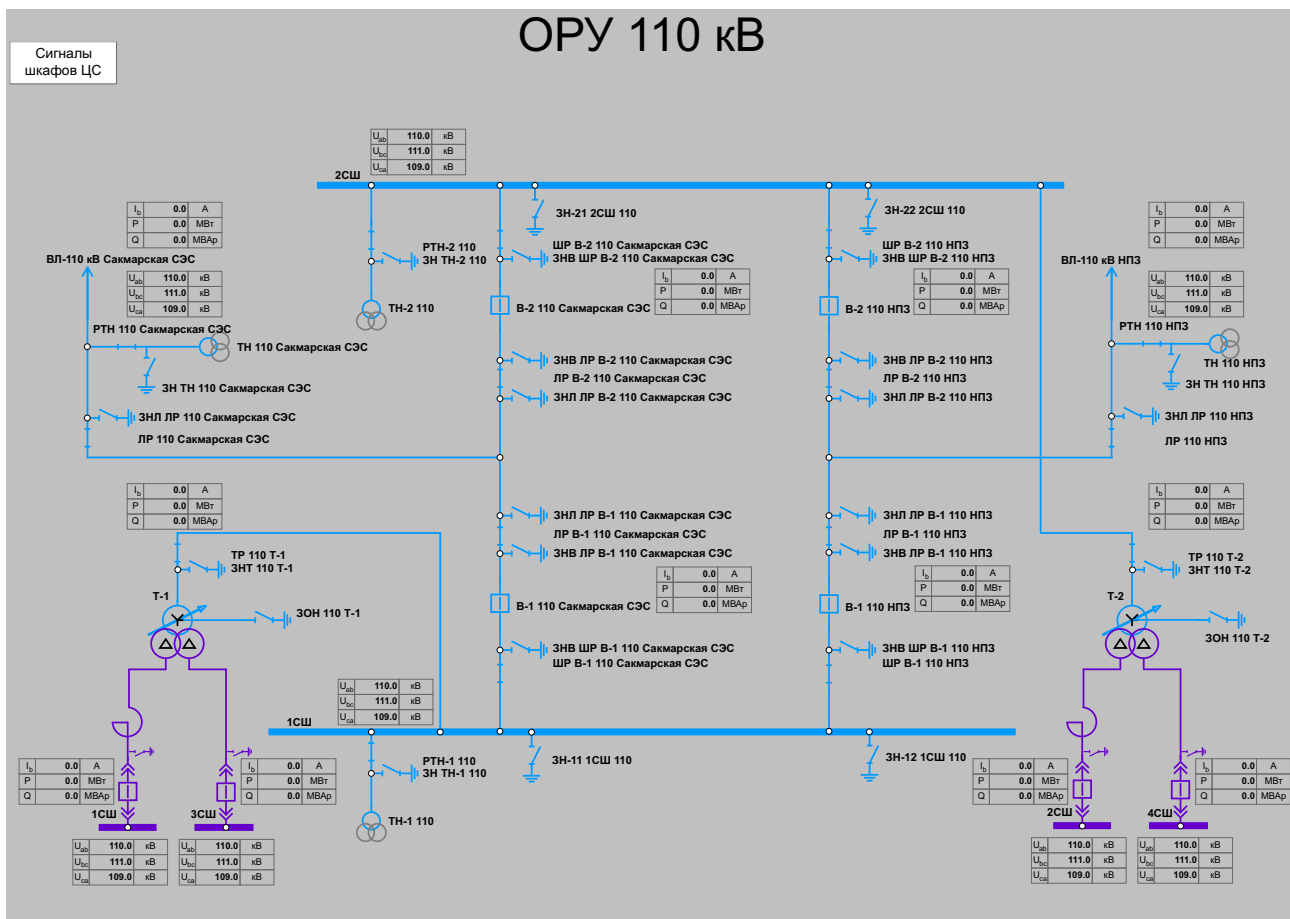 ОРУ 110 кВ
Сигналы
шкафов ЦС
Uab 110.0 кВ
Ubc 111.0 кВ
Uca 109.0 кВ
2СШ
Ib 0.0 А
P 0.0 МВт
Q 0.0 МВАр
ВЛ-110 кВ Сакмарская СЭС
Uab 110.0 кВ
Ubc 111.0 кВ
Uca 109.0 кВ
РТН 110 Сакмарская СЭС
ТН 110 Сакмарская СЭС
ЗН ТН 110 Сакмарская СЭС
ЗНЛ ЛР 110 Сакмарская СЭС
ЛР 110 Сакмарская СЭС
РТН-2 110
ЗН ТН-2 110
ТН-2 110
ЗН-21 2СШ 110
ШР В-2 110 Сакмарская СЭС
ЗНВ ШР В-2 110 Сакмарская СЭС
Ib 0.0 А
P 0.0 МВт
Q 0.0 МВАр
В-2 110 Сакмарская СЭС
ЗНВ ЛР В-2 110 Сакмарская СЭС
ЛР В-2 110 Сакмарская СЭС
ЗНЛ ЛР В-2 110 Сакмарская СЭС
ЗН-22 2СШ 110
ШР В-2 110 НПЗ
ЗНВ ШР В-2 110 НПЗ
Ib 0.0 А
P 0.0 МВт
Q 0.0 МВАр
В-2 110 НПЗ
ЗНВ ЛР В-2 110 НПЗ
ЛР В-2 110 НПЗ
ЗНЛ ЛР В-2 110 НПЗ
Ib 0.0 А
P 0.0 МВт
Q 0.0 МВАр
ВЛ-110 кВ НПЗ
Uab 110.0 кВ
Ubc 111.0 кВ
Uca 109.0 кВ
РТН 110 НПЗ
ТН 110 НПЗ
ЗН ТН 110 НПЗ
ЗНЛ ЛР 110 НПЗ
ЛР 110 НПЗ
Ib 0.0 А
P 0.0 МВт
Q 0.0 МВАр
ТР 110 Т-1
ЗНТ 110 Т-1
Т-1
ЗОН 110 Т-1
ЗНЛ ЛР В-1 110 Сакмарская СЭС
ЛР В-1 110 Сакмарская СЭС
ЗНВ ЛР В-1 110 Сакмарская СЭС
Ib 0.0 А
P 0.0 МВт
Q 0.0 МВАр
В-1 110 Сакмарская СЭС
ЗНВ ШР В-1 110 Сакмарская СЭС
ШР В-1 110 Сакмарская СЭС
ЗНЛ ЛР В-1 110 НПЗ
ЛР В-1 110 НПЗ
ЗНВ ЛР В-1 110 НПЗ
Ib 0.0 А
P 0.0 МВт
Q 0.0 МВАр
В-1 110 НПЗ
ЗНВ ШР В-1 110 НПЗ
ШР В-1 110 НПЗ
Ib 0.0 А
P 0.0 МВт
Q 0.0 МВАр
ТР 110 Т-2
ЗНТ 110 Т-2
Т-2
ЗОН 110 Т-2
Uab 110.0 кВ
Ubc 111.0 кВ
Uca 109.0 кВ
1СШ
РТН-1 110
ЗН ТН-1 110
ТН-1 110
ЗН-11 1СШ 110
ЗН-12 1СШ 110
Ib 0.0 А
P 0.0 МВт
Q 0.0 МВАр
1СШ
Uab 110.0 кВ
Ubc 111.0 кВ
Uca 109.0 кВ
Ib 0.0 А
P 0.0 МВт
Q 0.0 МВАр
3СШ
Uab 110.0 кВ
Ubc 111.0 кВ
Uca 109.0 кВ
Ib 0.0 А
P 0.0 МВт
Q 0.0 МВАр
2СШ
Uab 110.0 кВ
Ubc 111.0 кВ
Uca 109.0 кВ
Ib 0.0 А
P 0.0 МВт
Q 0.0 МВАр
4СШ
Uab 110.0 кВ
Ubc 111.0 кВ
Uca 109.0 кВ